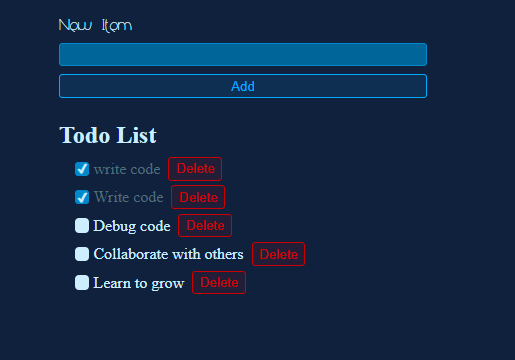 New Item
Add
Todo List
write code Delete
Write code Delete
Debug code Delete
Collaborate with others Delete
Learn to grow Delete